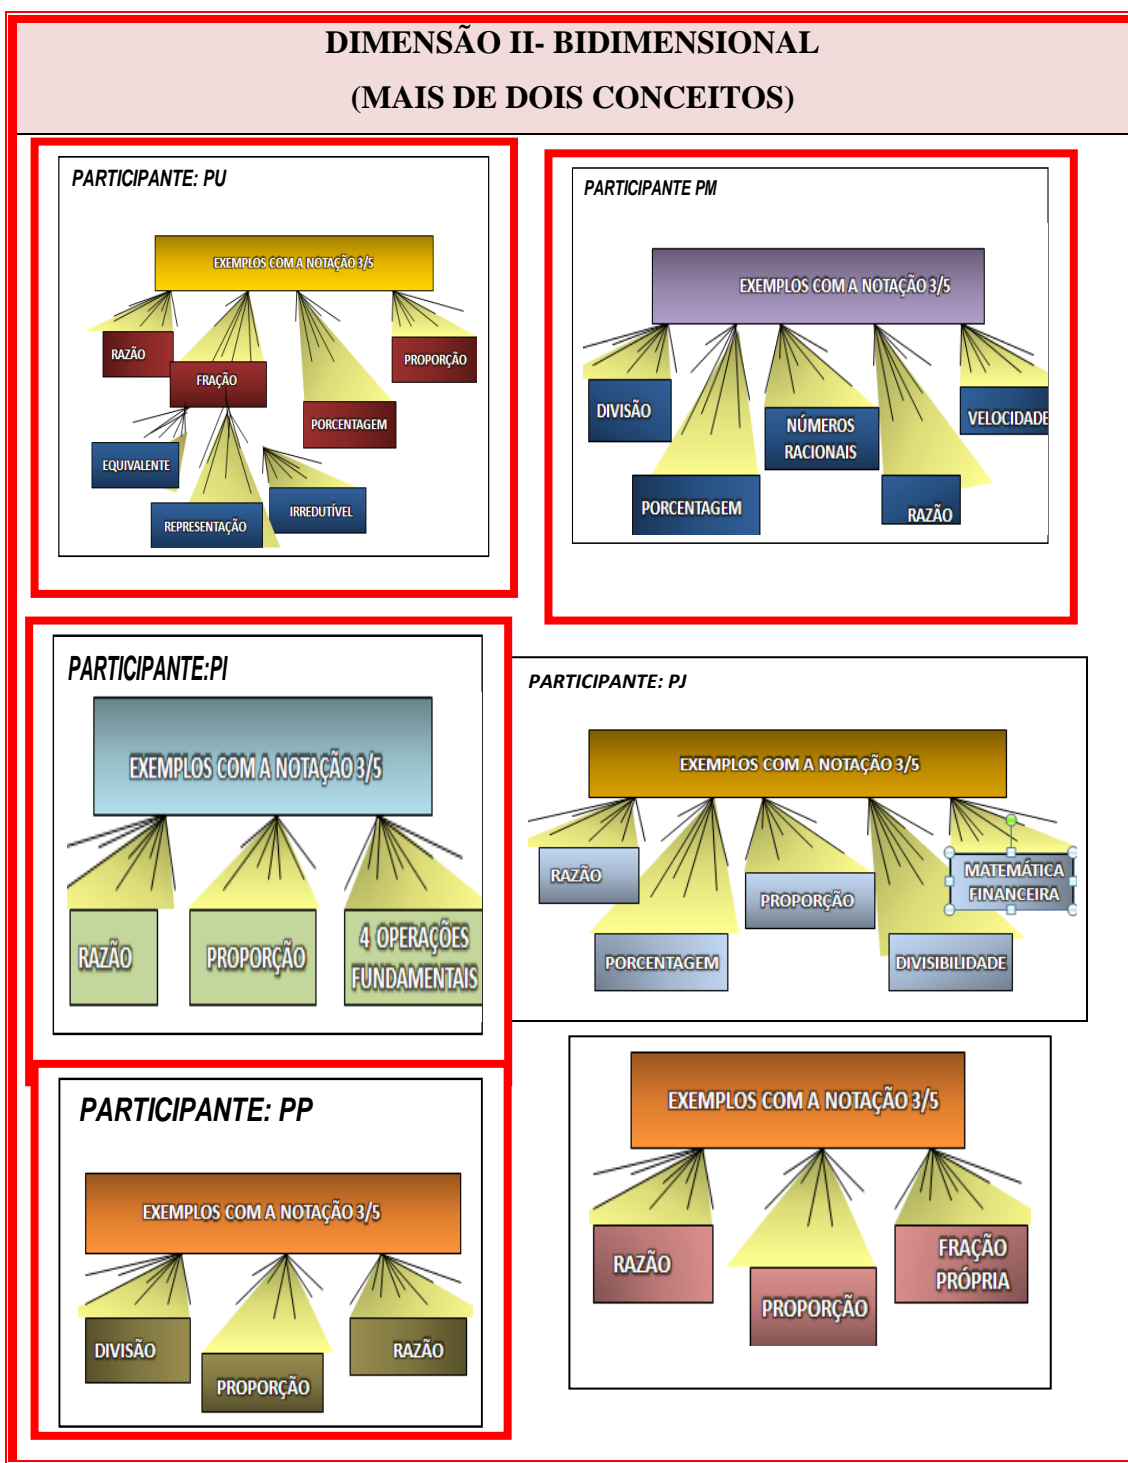 DIMENSÃO II- BIDIMENSIONAL
(MAIS DE DOIS CONCEITOS)
PARTICIPANTE: PU
EXEMPLOS COM A NOTAÇÃO 3/5
RAZÃO
FRAÇÃO
PORCENTAGEM
PROPORÇÃO
EQUIVALENTE
REPRESENTAÇÃO
IRREDUTÍVEL
PARTICIPANTE PM
EXEMPLOS COM A NOTAÇÃO 3/5
DIVISÃO
PORCENTAGEM
NÚMEROS
RACIONAIS
RAZÃO
VELOCIDADE
PARTICIPANTE:PI
EXEMPLOS COM A NOTAÇÃO 3/5
RAZÃO
PROPORÇÃO
4 OPERAÇÕES
FUNDAMENTAIS
PARTICIPANTE: PJ
EXEMPLOS COM A NOTAÇÃO 3/5
RAZÃO
PORCENTAGEM
PROPORÇÃO
DIVISIBILIDADE
MATEMÁTICA
FINANCEIRA
PARTICIPANTE: PP
EXEMPLOS COM A NOTAÇÃO 3/5
DIVISÃO
PROPORÇÃO
RAZÃO
EXEMPLOS COM A NOTAÇÃO 3/5
RAZÃO
PROPORÇÃO
FRAÇÃO
PRÓPRIA